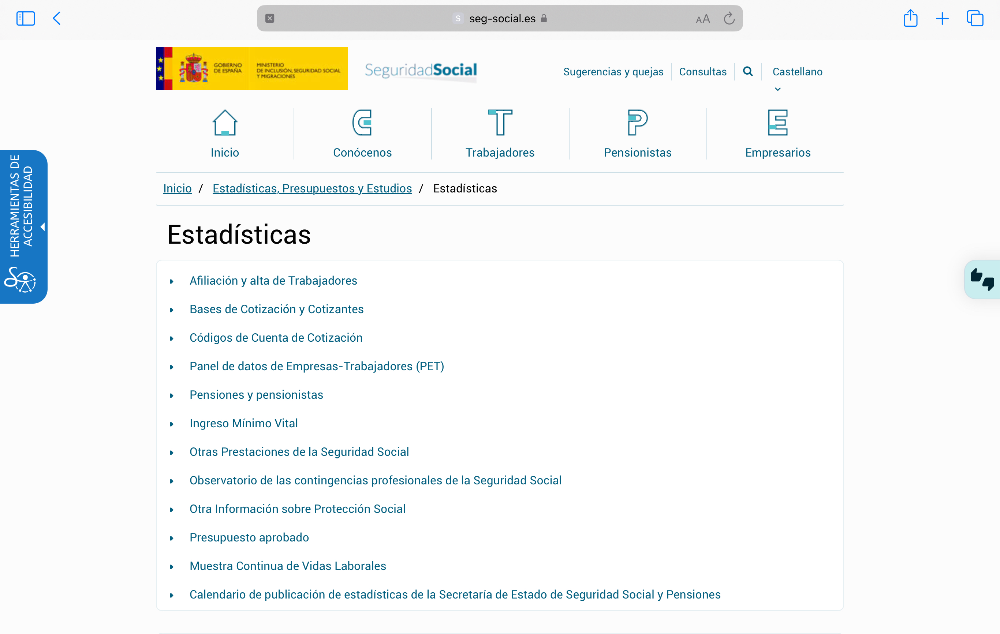 S seg-social.es
AA
GOBIERNO
DE ESPAÑA
MINISTERIO
DE INCLUSIÓN, SEGURIDAD SOCIAL
Y MIGRACIONES
SeguridadSocial
Sugerencias y quejas
Consultas
Castellano
Inicio
C
Conócenos
T
Trabajadores
P
Pensionistas
E
Empresarios
HERRAMIENTAS DE
ACCESIBILIDAD
Inicio / Estadísticas, Presupuestos y Estudios / Estadísticas
Estadísticas
Afiliación y alta de Trabajadores
Bases de Cotización y Cotizantes
Códigos de Cuenta de Cotización
Panel de datos de Empresas-Trabajadores (PET)
Pensiones y pensionistas
Ingreso Mínimo Vital
Otras Prestaciones de la Seguridad Social
Observatorio de las contingencias profesionales de la Seguridad Social
Otra Información sobre Protección Social
Presupuesto aprobado
Muestra Continua de Vidas Laborales
Calendario de publicación de estadísticas de la Secretaría de Estado de Seguridad Social y Pensiones